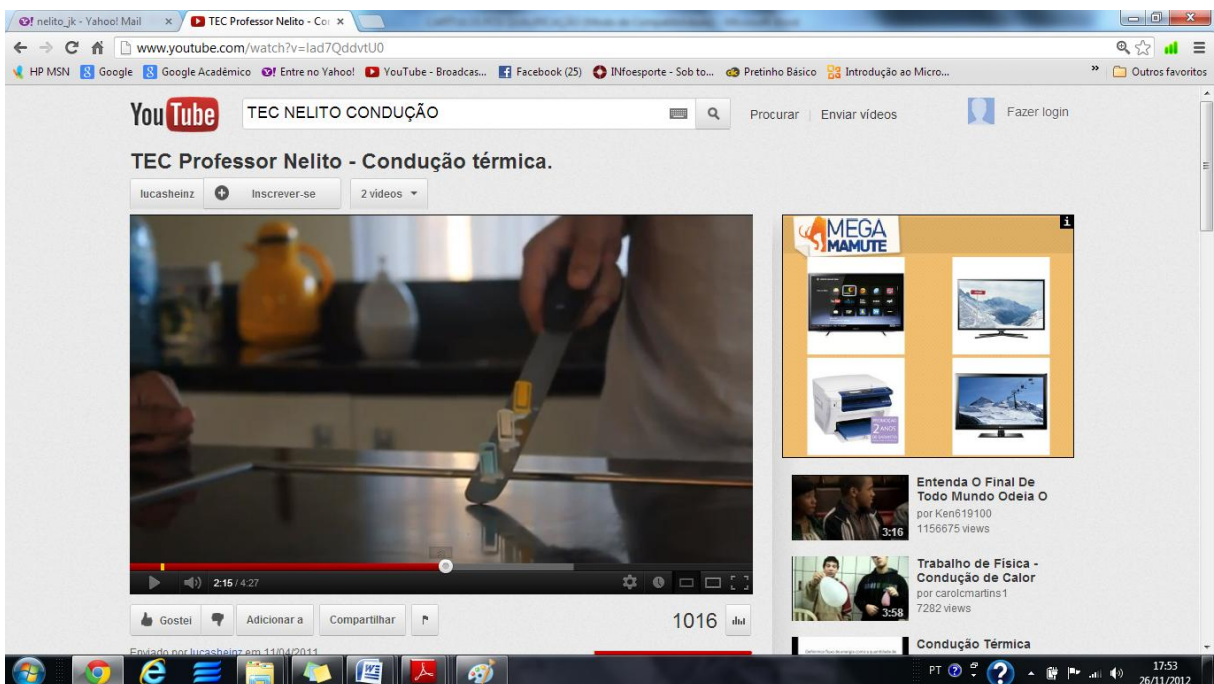 nelito_jk - Yahoo! Mail
TEC Professor Nelito - Co
www.youtube.com/watch?v=lad7QddvtU0
HP MSN
Google
Google Acadêmico
Entre no Yahoo!
YouTube - Broadcas...
Facebook (25)
INfoesporte - Sob to...
Pretinho Básico
Introdução ao Micro...
»
Outros favoritos
You Tube
TEC NELITO CONDUÇÃO
Procurar
Enviar vídeos
Fazer login
TEC Professor Nelito - Condução térmica.
lucasheinz
Inscrever-se
2 vídeos
MEGA
MAMUTE
2 ANOS
Entenda O Final De
Todo Mundo Odeia O
por Ken619100
1156675 views
3:16
Trabalho de Física -
Condução de Calor
por carolcmartins1
7282 views
3:58
Condução Térmica
2:15 / 4:27
Gostei
Adicionar a
Compartilhar
1016
Enviado por lucasheinz em 11/04/2011
PT
17:53
26/11/2012